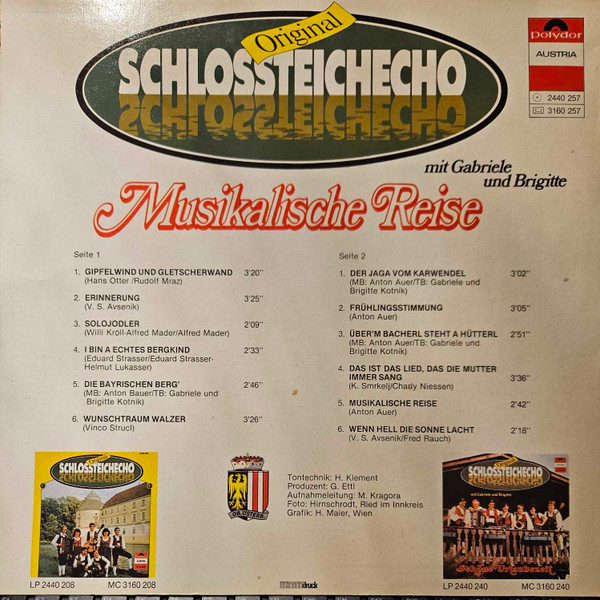 Original
SCHLOSSTEICHECHO
polydor
AUSTRIA
2440 257
3160 257
mit Gabriele
und Brigitte
Musikalische Reise
Seite 1
1. GIPFELWIND UND GLETSCHERWAND 3'20"
(Hans Otter /Rudolf Mraz)
2. ERINNERUNG 3'25"
(V. S. Avsenik)
3. SOLOJODLER 2'09"
(Willi Kröll-Alfred Mader/Alfred Mader)
4. I BIN A ECHTES BERGKIND 2'33"
(Eduard Strasser/Eduard Strasser-
Helmut Lukasser)
5. DIE BAYRISCHEN BERG' 2'46"
(MB: Anton Bauer/TB: Gabriele und
Brigitte Kotnik)
6. WUNSCHTRAUM WALZER 3'26"
(Vinco Strucl)
Seite 2
1. DER JAGA VOM KARWENDEL 3'02"
(MB: Anton Auer/TB: Gabriele und
Brigitte Kotnik)
2. FRÜHLINGSSTIMMUNG 3'05"
(Anton Auer)
3. ÜBER'M BACHERL STEHT A HÜTTERL 2'51"
(MB: Anton Auer/TB: Gabriele und
Brigitte Kotnik)
4. DAS IST DAS LIED, DAS DIE MUTTER
IMMER SANG 3'36"
(K. Smrkelj/Charly Niessen)
5. MUSIKALISCHE REISE 2'42"
(Anton Auer)
6. WENN HELL DIE SONNE LACHT 2'18"
(V. S. Avsenik/Fred Rauch)
Original
SCHLOSSTEICHECHO
LP 2440 208 MC 3160 208
Tontechnik: H. Klement
Produzent: G. Ettl
Aufnahmeleitung: M. Kragora
Foto: Hirnschrodt, Ried im Innkreis
Grafik: H. Maier, Wien
druck
Original
SCHLOSSTEICHECHO
mit Gabriele und Brigitte
Schöne Urlaubszeit
LP 2440 240 MC 3160 240